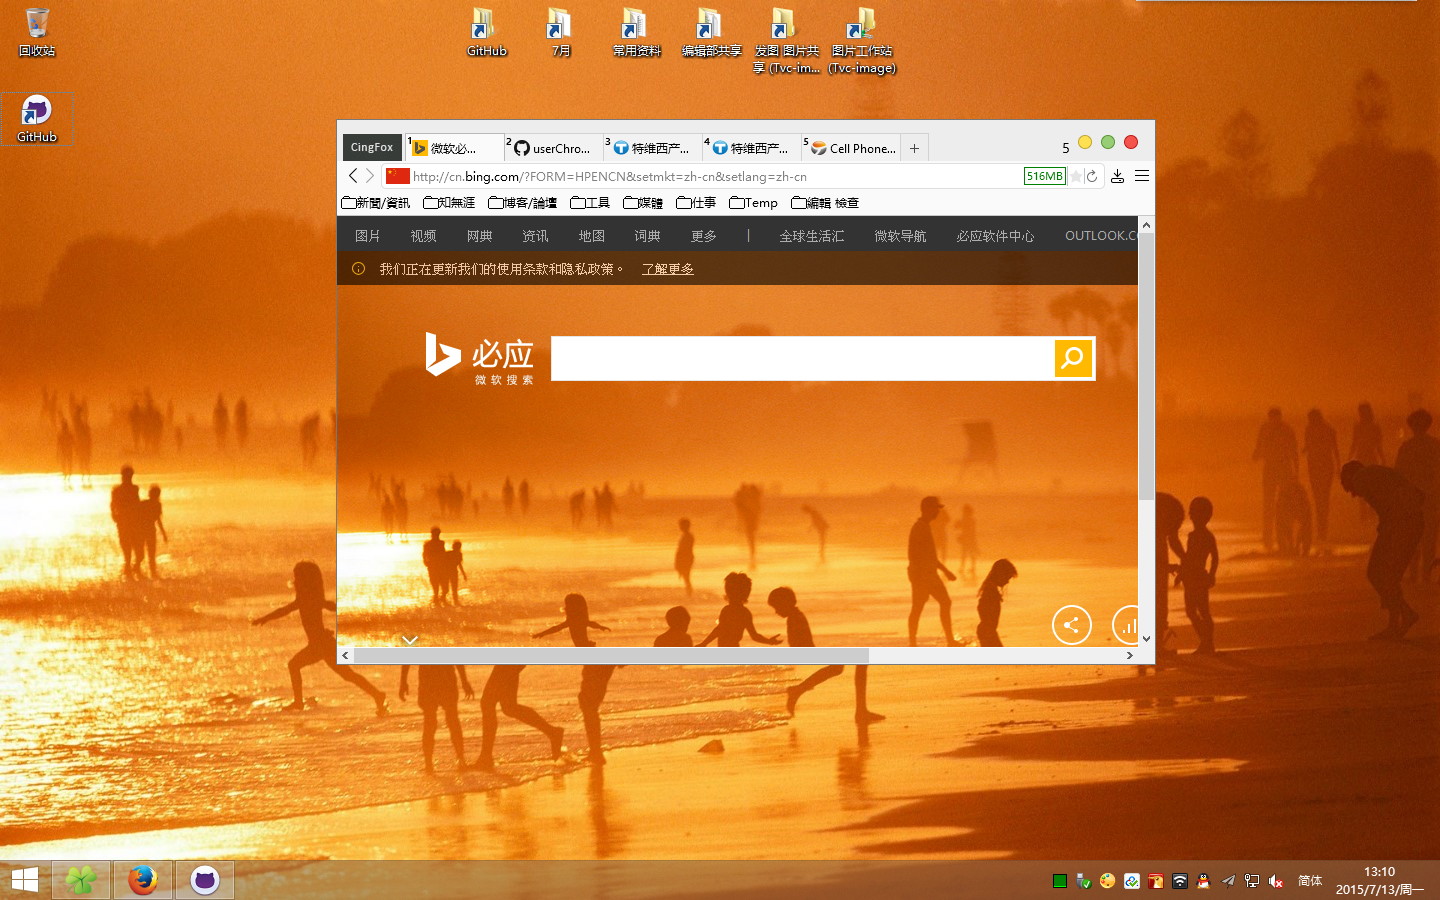 回收站
GitHub
GitHub
7月
常用资料
编辑部共享
发图 图片共
享 (Tvc-im...
图片工作站
(Tvc-image)
CingFox
1 微软必...
2 userChro...
3 特维西产...
4 特维西产...
5 Cell Phone...
+
5
http://cn.bing.com/?FORM=HPENCN&setmkt=zh-cn&setlang=zh-cn
516MB
新聞/資訊 知無涯 博客/論壇 工具 媒體 仕事 Temp 編輯 檢查
图片 视频 网典 资讯 地图 词典 更多 | 全球生活汇 微软导航 必应软件中心 OUTLOOK.CO
我们正在更新我们的使用条款和隐私政策。 了解更多
必应
微软搜索
简体
13:10
2015/7/13/周一